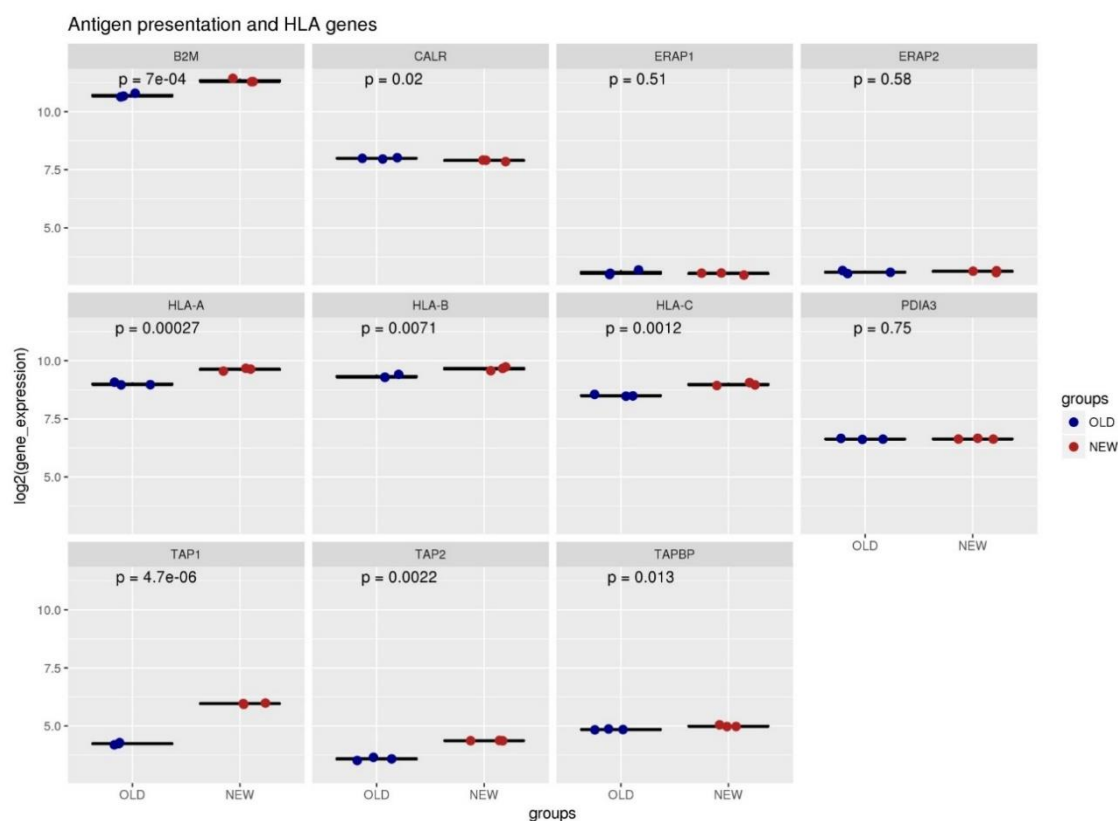 Antigen presentation and HLA genes
B2M
CALR
ERAP1
ERAP2
p = 7e-04
p = 0.02
p = 0.51
p = 0.58
10.0
7.5
5.0
HLA-A
HLA-B
HLA-C
PDIA3
p = 0.00027
p = 0.0071
p = 0.0012
p = 0.75
10.0
7.5
5.0
log2(gene_expression)
groups
OLD
NEW
OLD
NEW
TAP1
TAP2
TAPBP
p = 4.7e-06
p = 0.0022
p = 0.013
10.0
7.5
5.0
OLD
NEW
OLD
NEW
OLD
NEW
groups